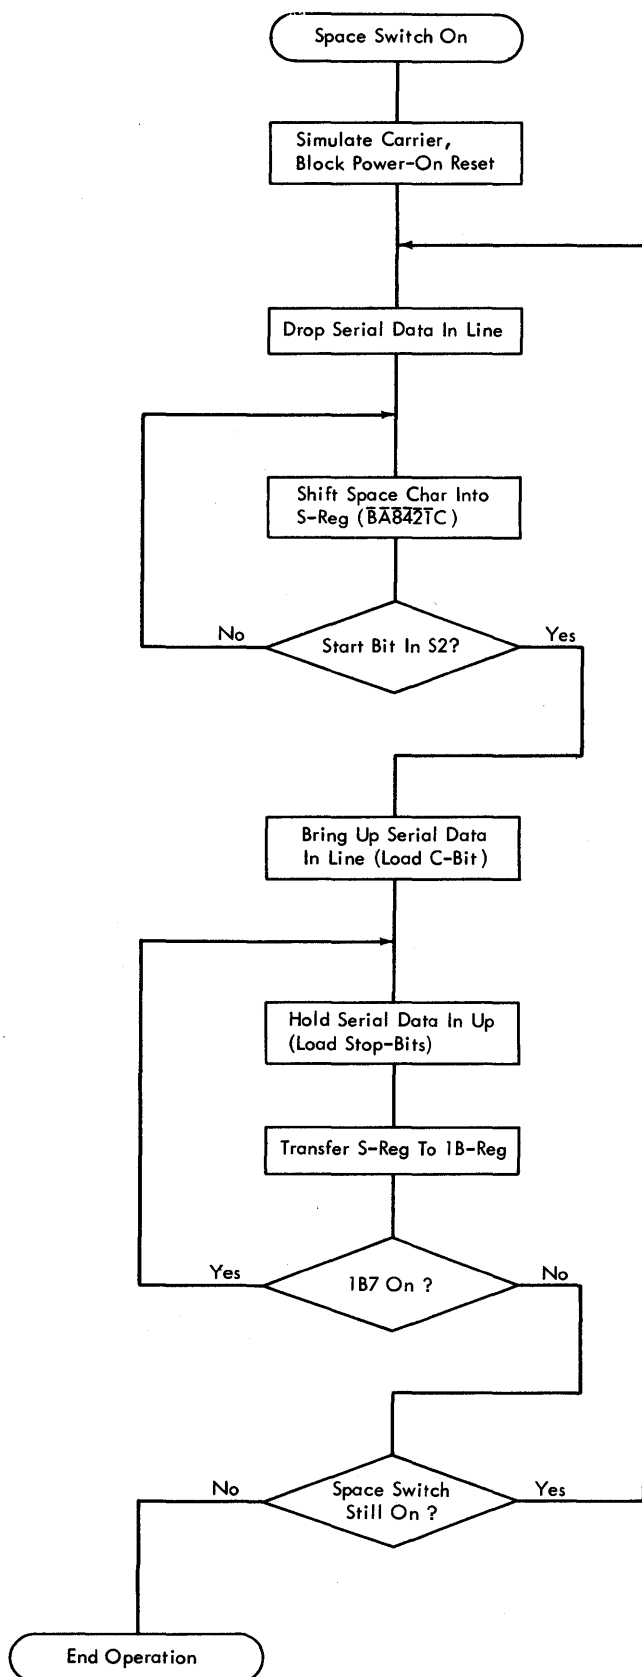 Space Switch On
Simulate Carrier,
Block Power-On Reset
Drop Serial Data In Line
Shift Space Char Into
S-Reg (B̅A̅8̅4̅2̅1̅C)
No
Start Bit In S2?
Yes
Bring Up Serial Data
In Line (Load C-Bit)
Hold Serial Data In Up
(Load Stop-Bits)
Transfer S-Reg To 1B-Reg
Yes
1B7 On ?
No
No
Space Switch
Still On ?
Yes
End Operation